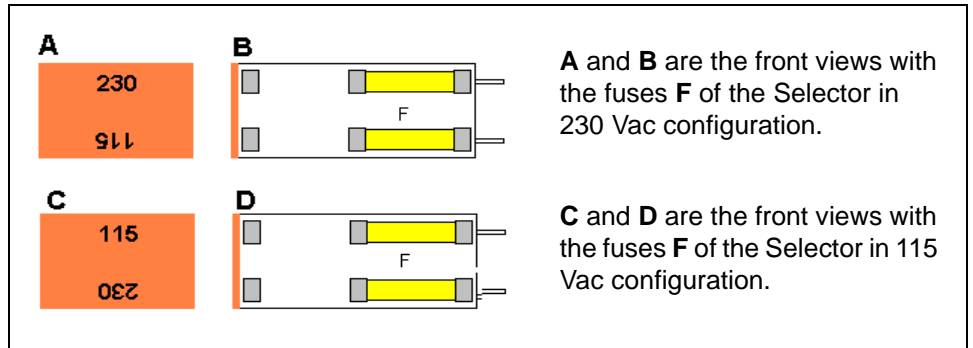 A
B
230
115
F
A and B are the front views with
the fuses F of the Selector in
230 Vac configuration.
C
D
115
230
F
C and D are the front views with
the fuses F of the Selector in 115
Vac configuration.